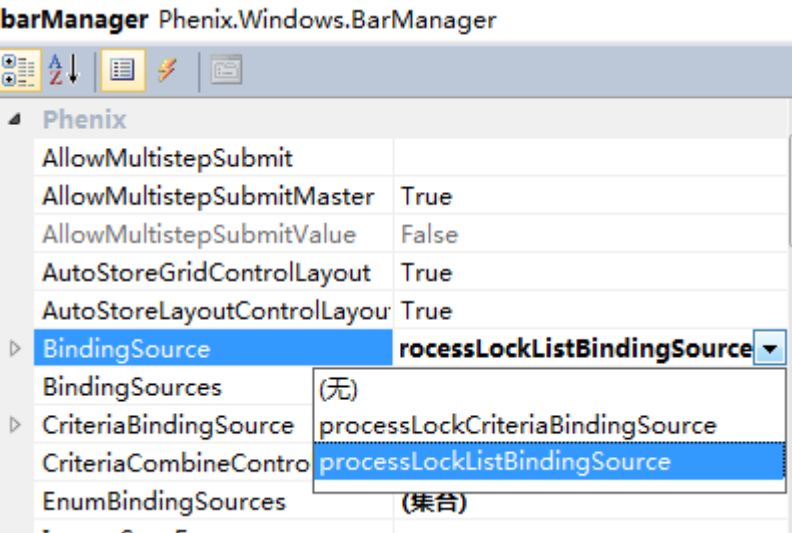 barManager Phenix.Windows.BarManager
Phenix
AllowMultistepSubmit
AllowMultistepSubmitMaster True
AllowMultistepSubmitValue False
AutoStoreGridControlLayout True
AutoStoreLayoutControlLayou True
BindingSource rocessLockListBindingSource
BindingSources (无)
CriteriaBindingSource processLockCriteriaBindingSource
CriteriaCombineContro processLockListBindingSource
EnumBindingSources (集合)